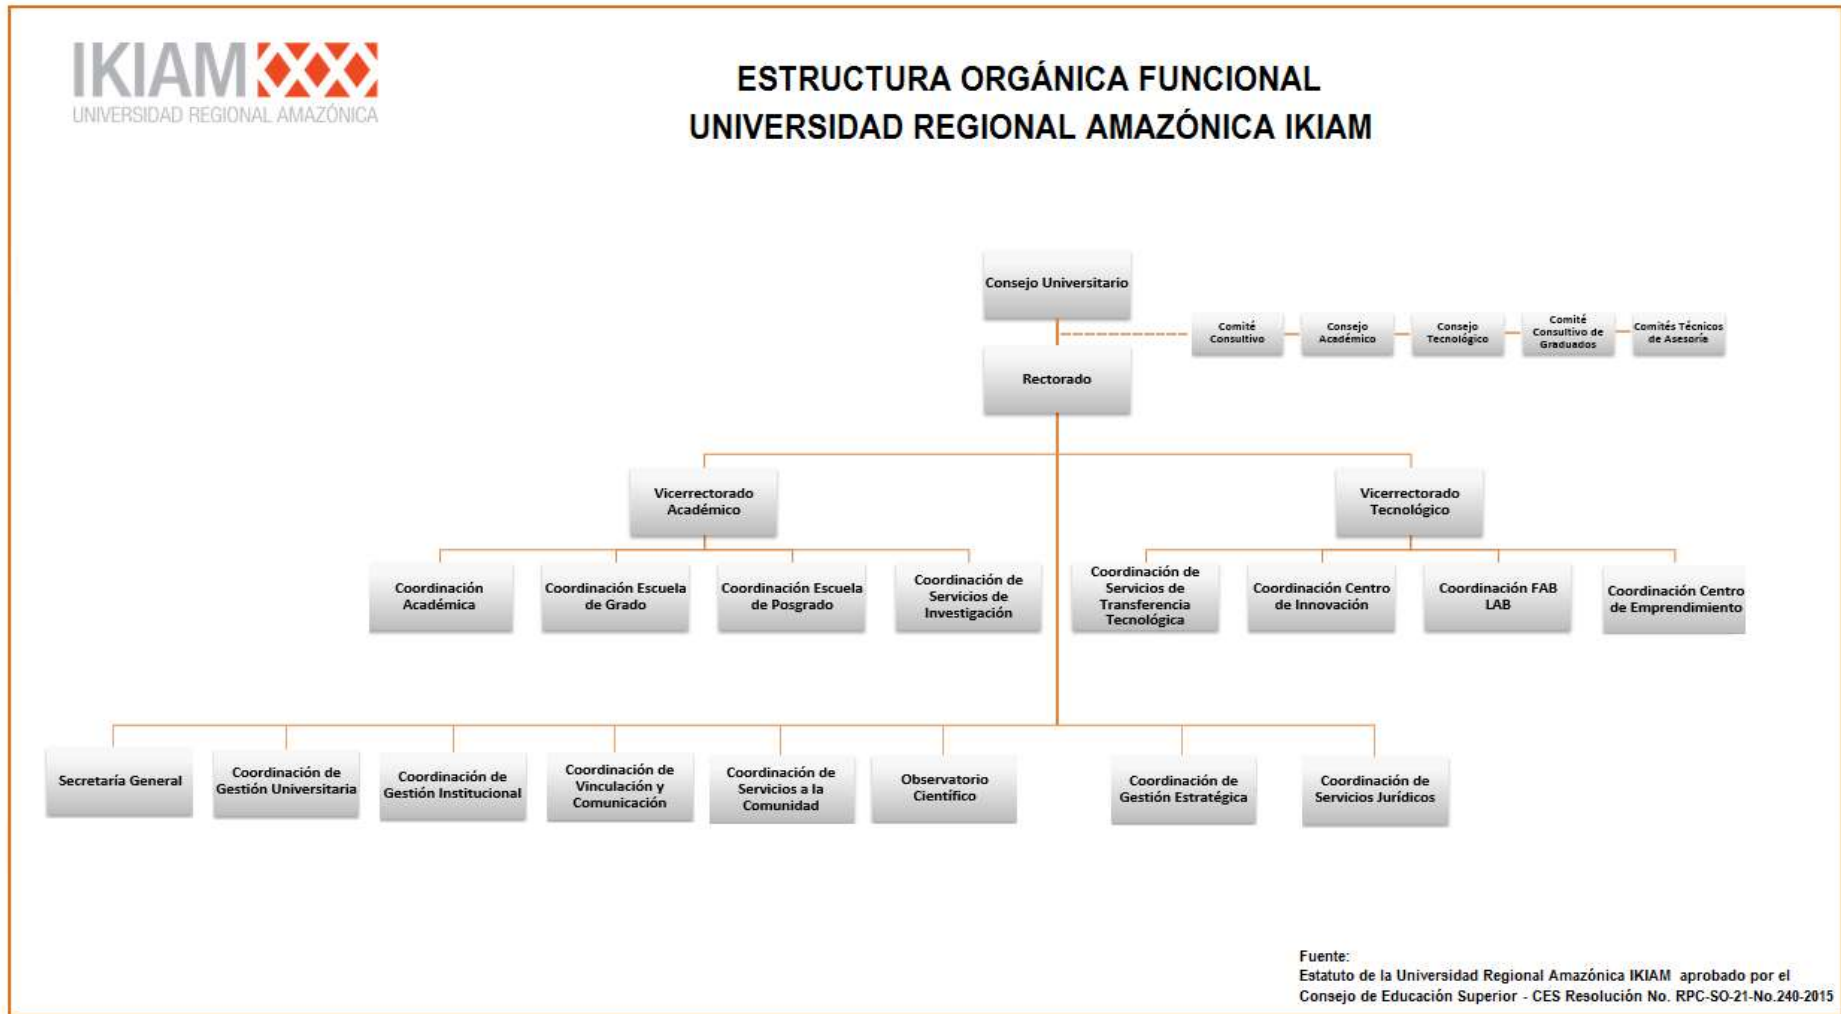 IKIAM
UNIVERSIDAD REGIONAL AMAZÓNICA
ESTRUCTURA ORGÁNICA FUNCIONAL
UNIVERSIDAD REGIONAL AMAZÓNICA IKIAM
Consejo Universitario
Comité
Consultivo
Consejo
Académico
Consejo
Tecnológico
Comité
Consultivo de
Graduados
Comités Técnicos
de Asesoría
Rectorado
Vicerrectorado
Académico
Vicerrectorado
Tecnológico
Coordinación
Académica
Coordinación Escuela
de Grado
Coordinación Escuela
de Posgrado
Coordinación de
Servicios de
Investigación
Coordinación de
Servicios de
Transferencia
Tecnológica
Coordinación Centro
de Innovación
Coordinación FAB
LAB
Coordinación Centro
de Emprendimiento
Secretaría General
Coordinación de
Gestión Universitaria
Coordinación de
Gestión Institucional
Coordinación de
Vinculación y
Comunicación
Coordinación de
Servicios a la
Comunidad
Observatorio
Científico
Coordinación de
Gestión Estratégica
Coordinación de
Servicios Jurídicos
Fuente:
Estatuto de la Universidad Regional Amazónica IKIAM aprobado por el
Consejo de Educación Superior - CES Resolución No. RPC-SO-21-No.240-2015